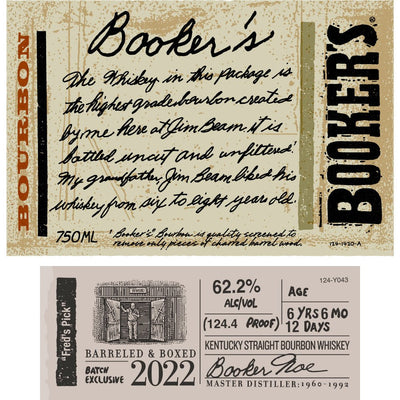 BOURBON
Booker's
The Whiskey in this package is
the highest grade bourbon created
by me here at Jim Beam it is
bottled uncut and unfiltered!
My grandfather, Jim Beam liked his
whiskey from six to eight years old.
750ML
' Booker's' Bourbon is quality screened to
remove only pieces of charred barrel wood.
BOOKER'S®
"Fred's Pick"
BARRELED & BOXED
BATCH
EXCLUSIVE
2022
62.2%
ALC/VOL
(124.4 PROOF)
124-Y043
AGE
6 YRS 6 MO
12 DAYS
KENTUCKY STRAIGHT BOURBON WHISKEY
Booker Noe
MASTER DISTILLER: 1960-1992